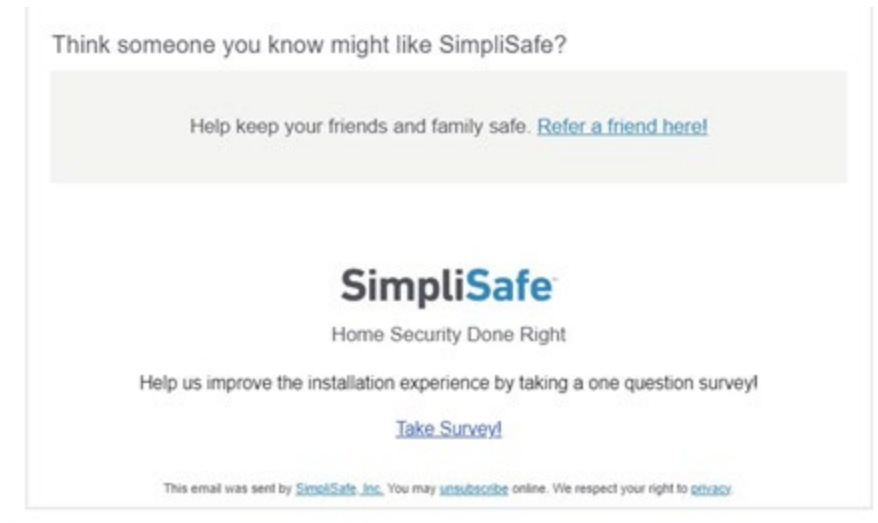 Think someone you know might like SimpliSafe?
Help keep your friends and family safe. Refer a friend here!
SimpliSafe™
Home Security Done Right
Help us improve the installation experience by taking a one question survey!
Take Survey!
This email was sent by SimpliSafe, Inc. You may unsubscribe online. We respect your right to privacy.